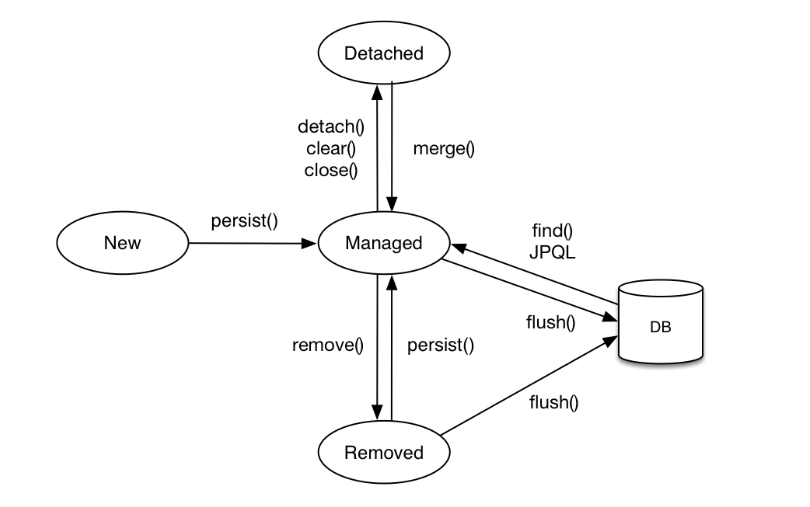 Detached
detach()
clear()
close()
merge()
persist()
New
Managed
find()
JPQL
flush()
DB
remove()
persist()
flush()
Removed